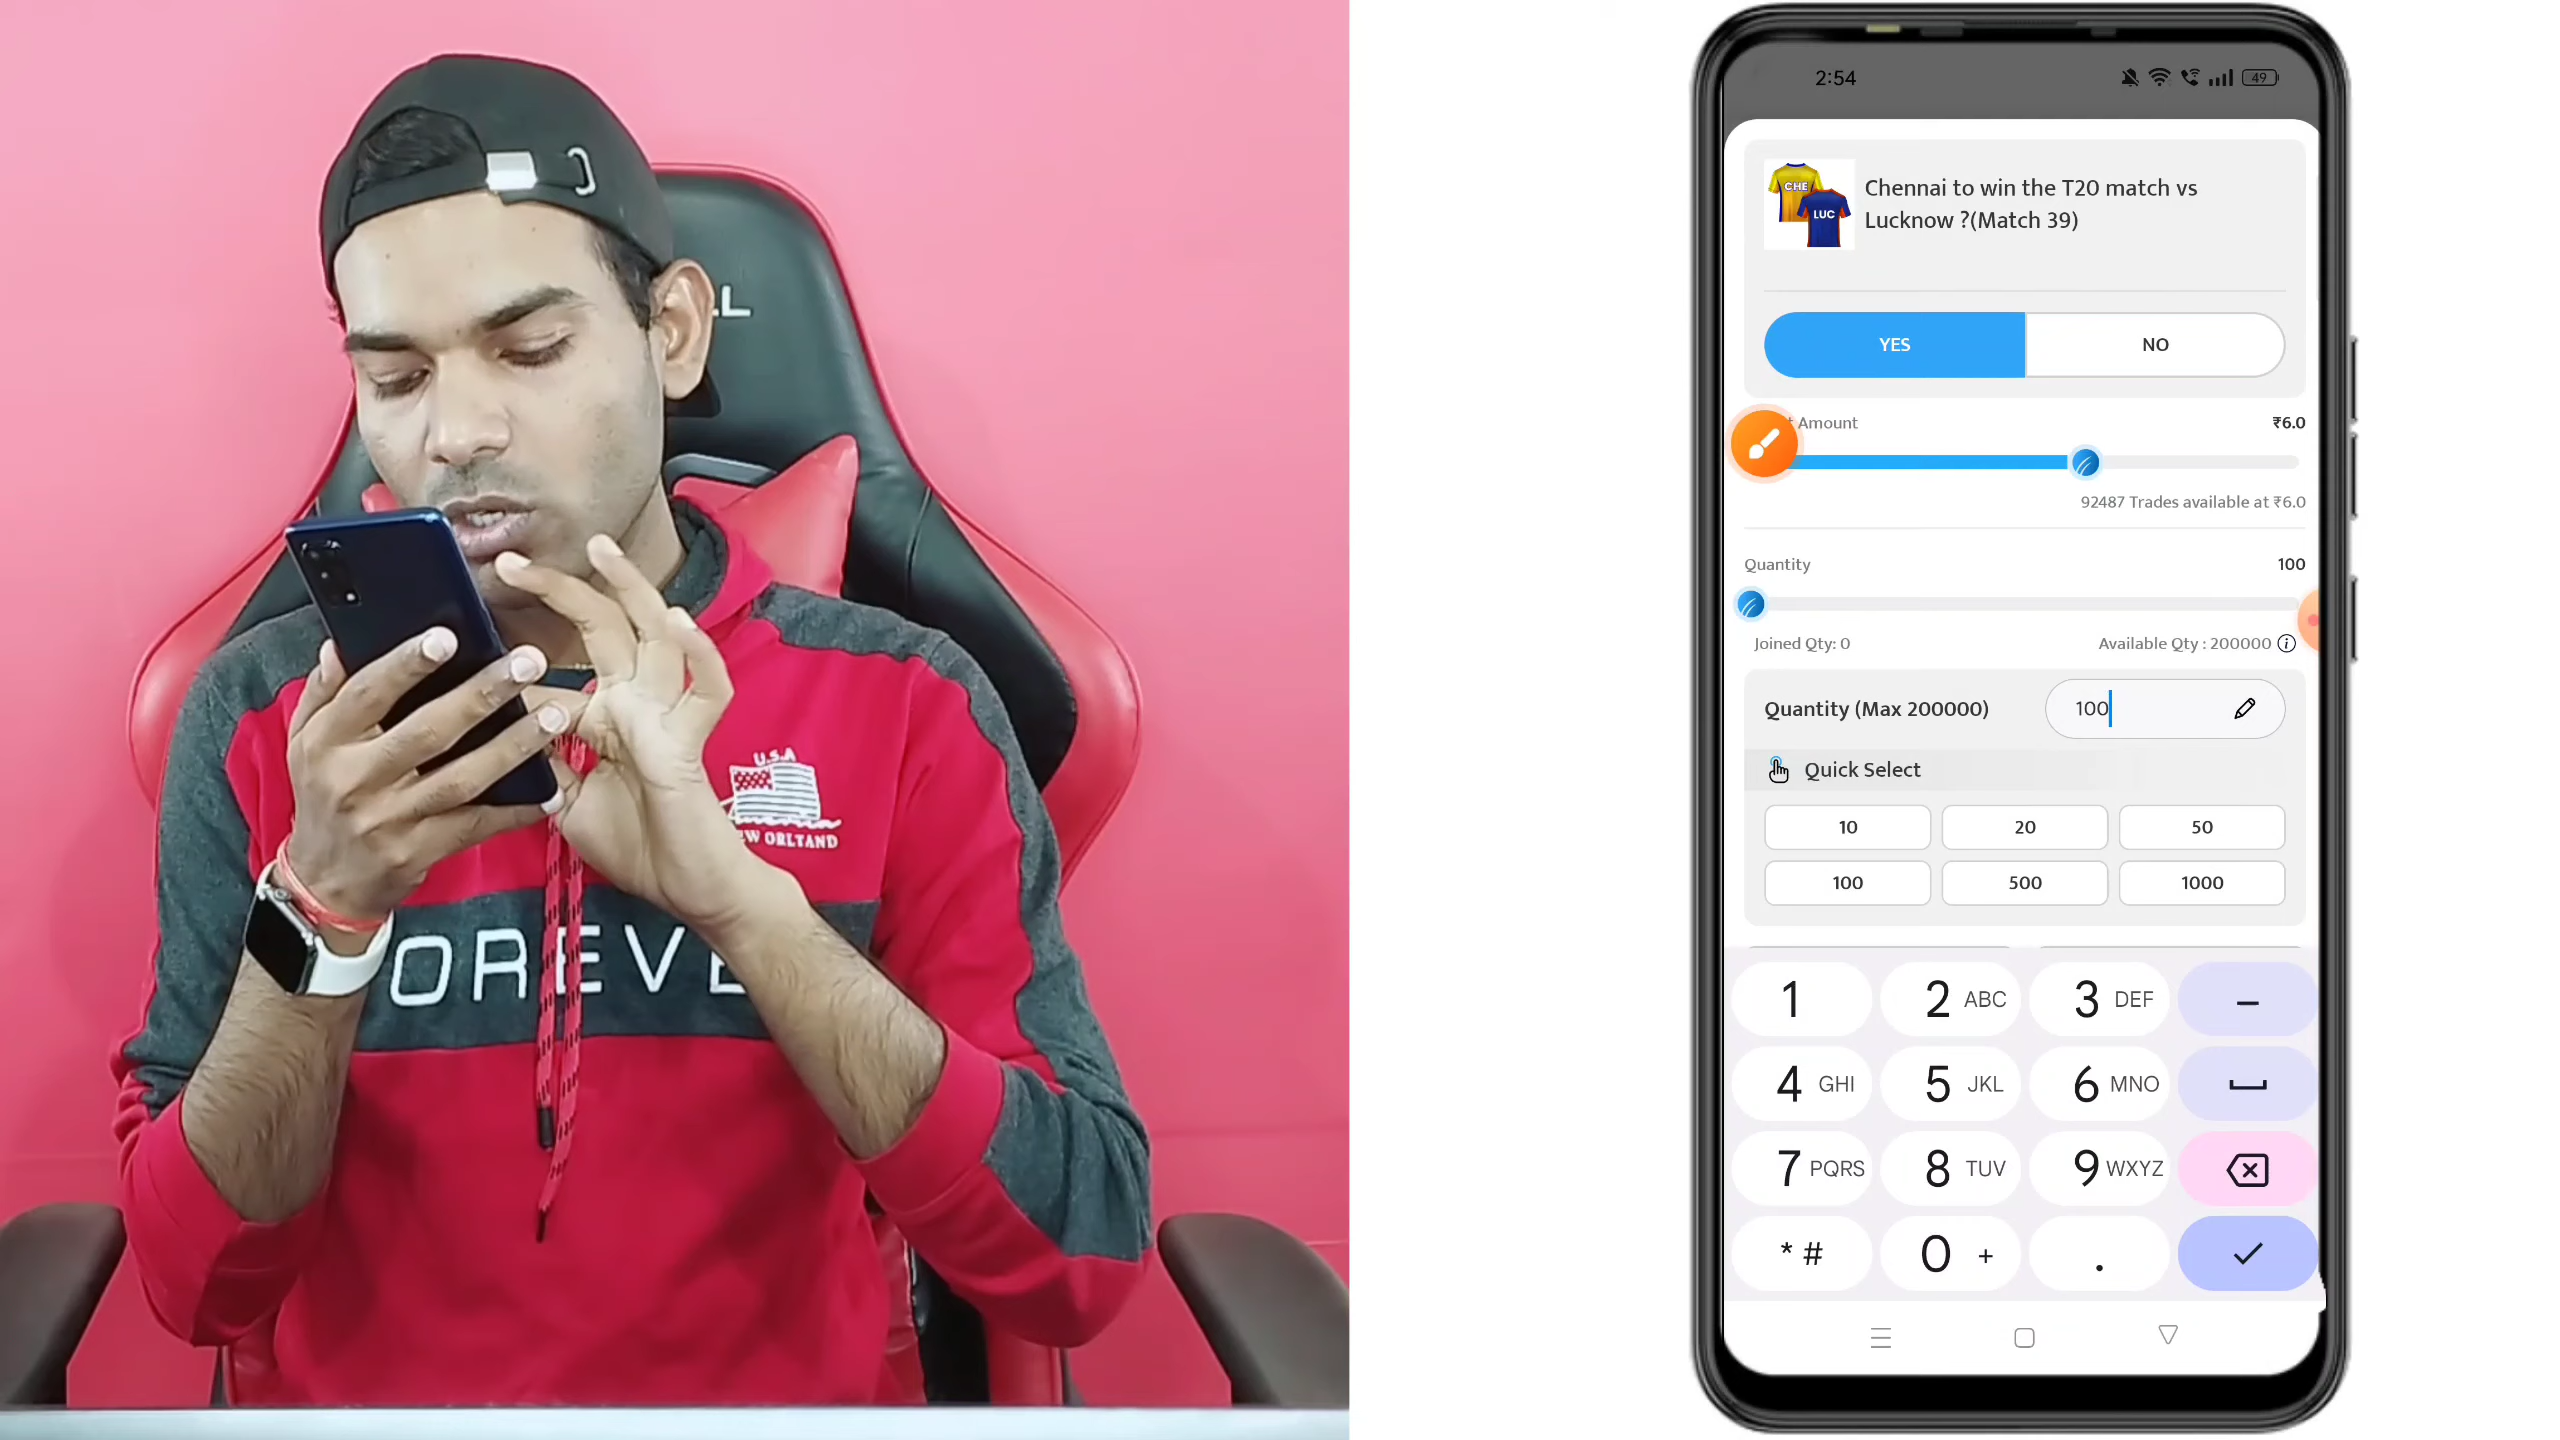 LL
U.S.A
EW ORLTAND
FOREVE
2:54
49
CHE
LUC
Chennai to win the T20 match vs
Lucknow ?(Match 39)
YES
NO
Amount
₹6.0
92487 Trades available at ₹6.0
Quantity
100
Joined Qty: 0
Available Qty : 200000
Quantity (Max 200000)
100
Quick Select
10
20
50
100
500
1000
1
2 ABC
3 DEF
–
4 GHI
5 JKL
6 MNO
7 PQRS
8 TUV
9 WXYZ
* #
0 +
.